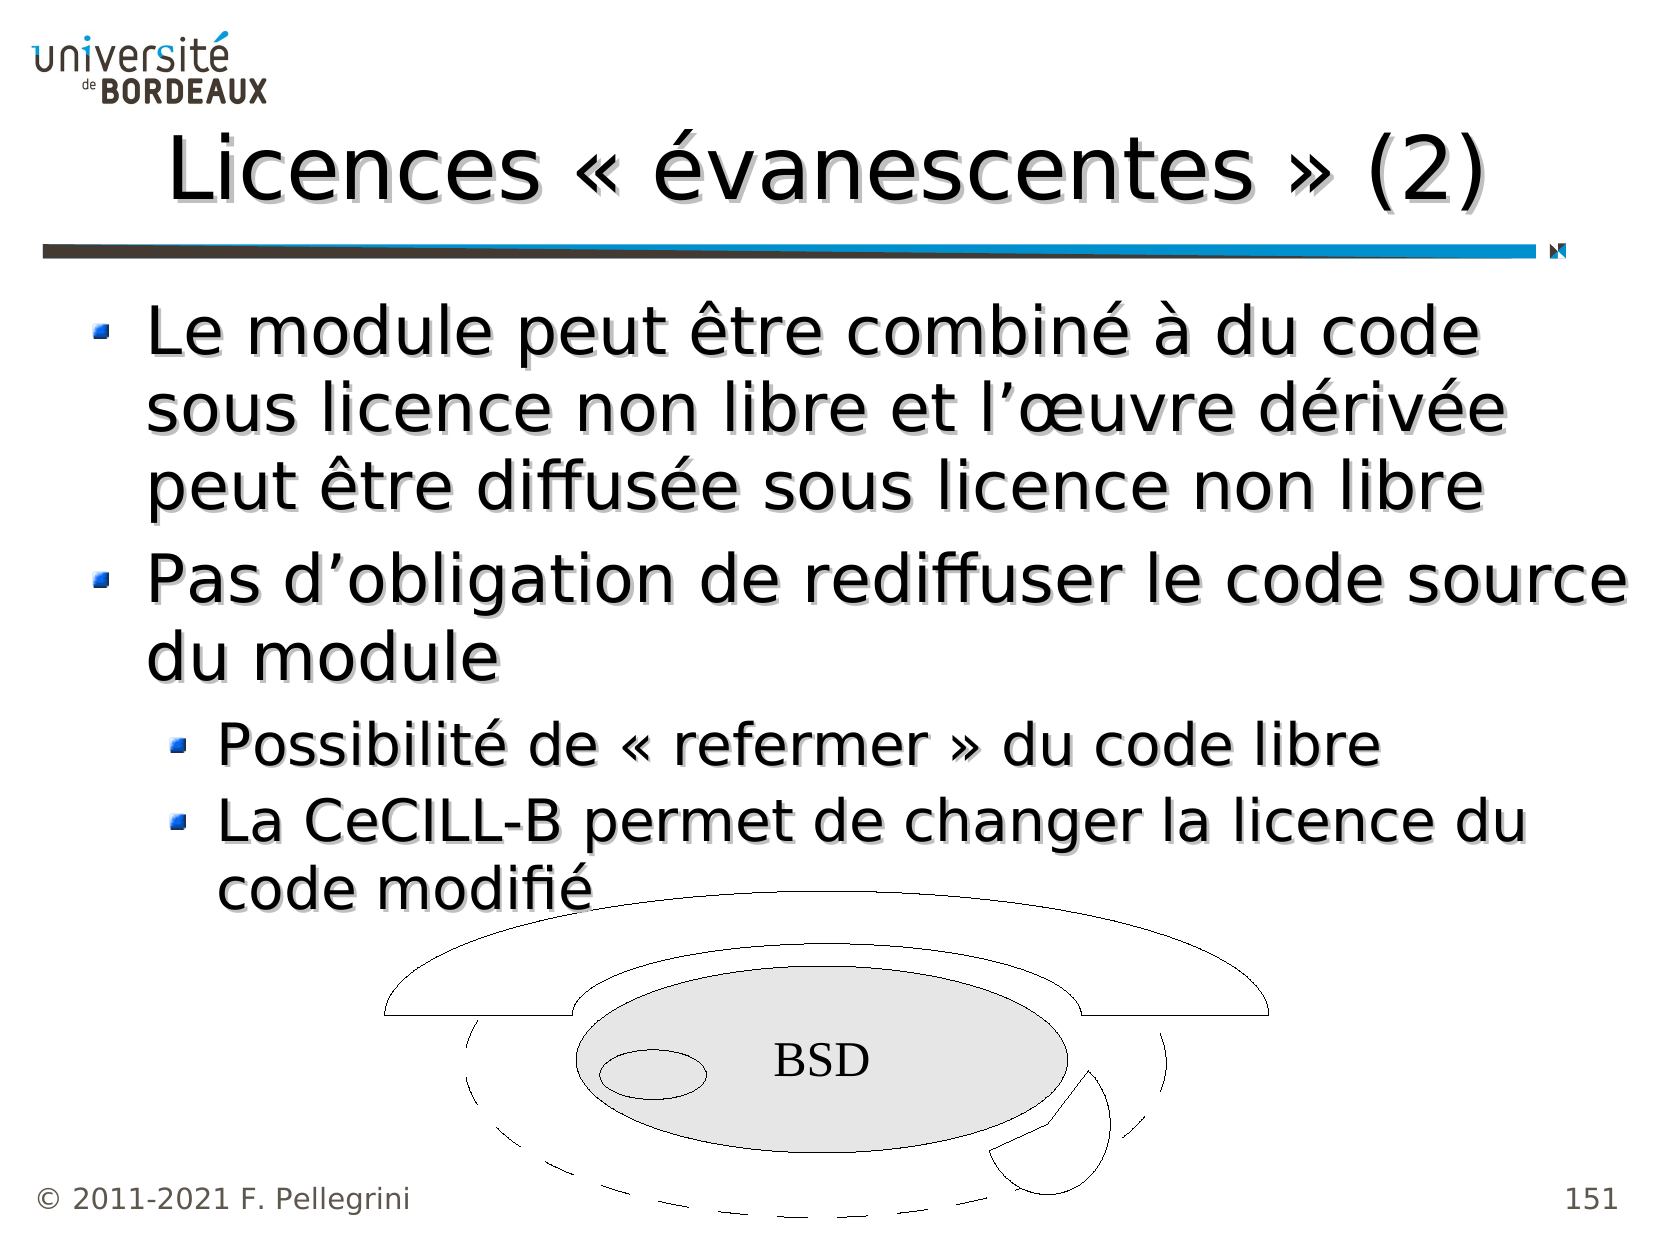 université
de BORDEAUX
Licences « évanescentes » (2)
Le module peut être combiné à du code
sous licence non libre et l’œuvre dérivée
peut être diffusée sous licence non libre
Pas d’obligation de rediffuser le code source
du module
Possibilité de « refermer » du code libre
La CeCILL-B permet de changer la licence du
code modifié
BSD
© 2011-2021 F. Pellegrini
151